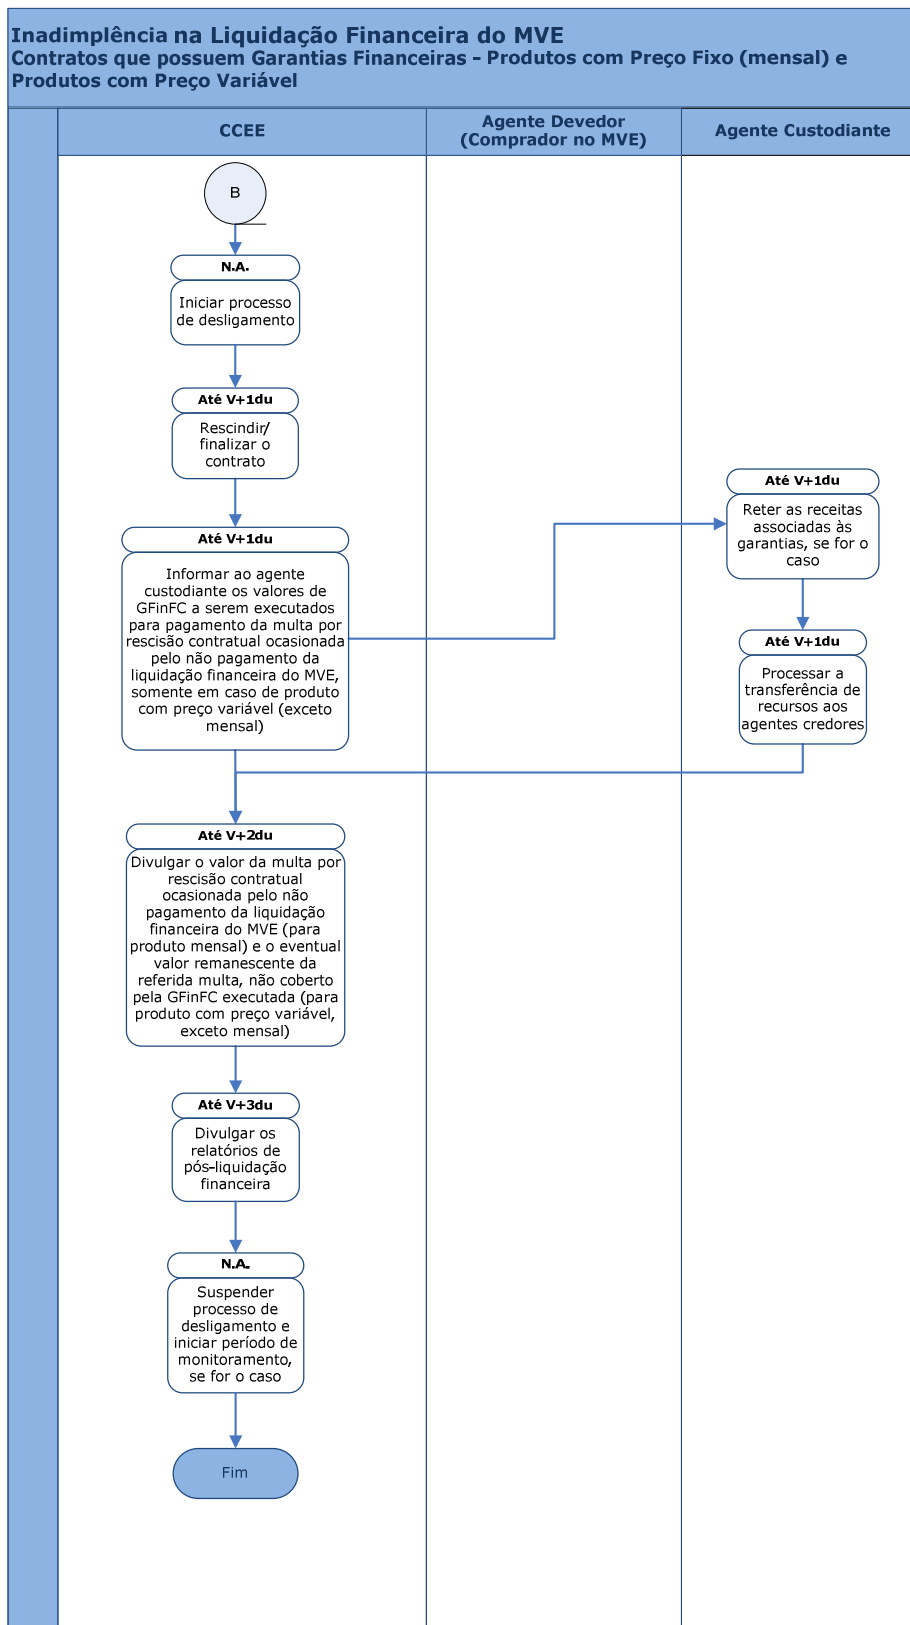 Inadimplência na Liquidação Financeira do MVE
Contratos que possuem Garantias Financeiras – Produtos com Preço Fixo (mensal) e
Produtos com Preço Variável
CCEE
Agente Devedor
(Comprador no MVE)
Agente Custodiante
B
N.A.
Iniciar processo
de desligamento
Até V+1du
Rescindir/
finalizar o
contrato
Até V+1du
Informar ao agente
custodiante os valores de
GFinFC a serem executados
para pagamento da multa por
rescisão contratual ocasionada
pelo não pagamento da
liquidação financeira do MVE,
somente em caso de produto
com preço variável (exceto
mensal)
Até V+1du
Reter as receitas
associadas às
garantias, se for o
caso
Até V+1du
Processar a
transferência de
recursos aos
agentes credores
Até V+2du
Divulgar o valor da multa por
rescisão contratual
ocasionada pelo não
pagamento da liquidação
financeira do MVE (para
produto mensal) e o eventual
valor remanescente da
referida multa, não coberto
pela GFinFC executada (para
produto com preço variável,
exceto mensal)
Até V+3du
Divulgar os
relatórios de
pós-liquidação
financeira
N.A.
Suspender
processo de
desligamento e
iniciar período de
monitoramento,
se for o caso
Fim